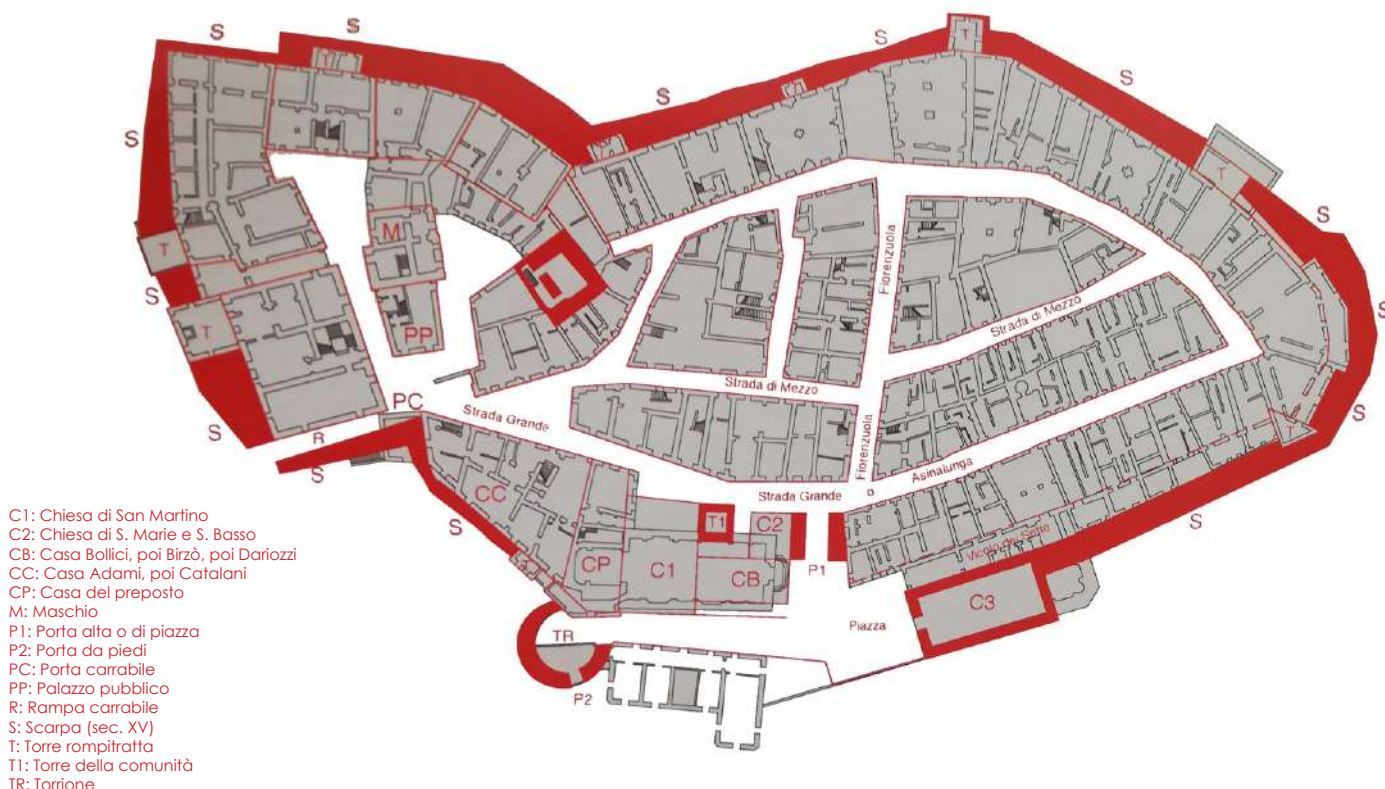 S
S
S
T
T
S
S
S
S
M
T
T
S
Fiorenzuola
S
T
PP
Strada di Mezzo
S
Strada di Mezzo
PC
Strada Grande
R
S
S
S
Fiorenzuola
Asinalunga
CC
Strada Grande
S
S
T1
C2
Vicolo dei Sette
CP
C1
CB
P1
C3
TR
Piazza
P2
C1: Chiesa di San Martino
C2: Chiesa di S. Marie e S. Basso
CB: Casa Bollici, poi Birzò, poi Dariozzi
CC: Casa Adami, poi Catalani
CP: Casa del preposto
M: Maschio
P1: Porta alta o di piazza
P2: Porta da piedi
PC: Porta carrabile
PP: Palazzo pubblico
R: Rampa carrabile
S: Scarpa (sec. XV)
T: Torre rompitratta
T1: Torre della comunità
TR: Torrione